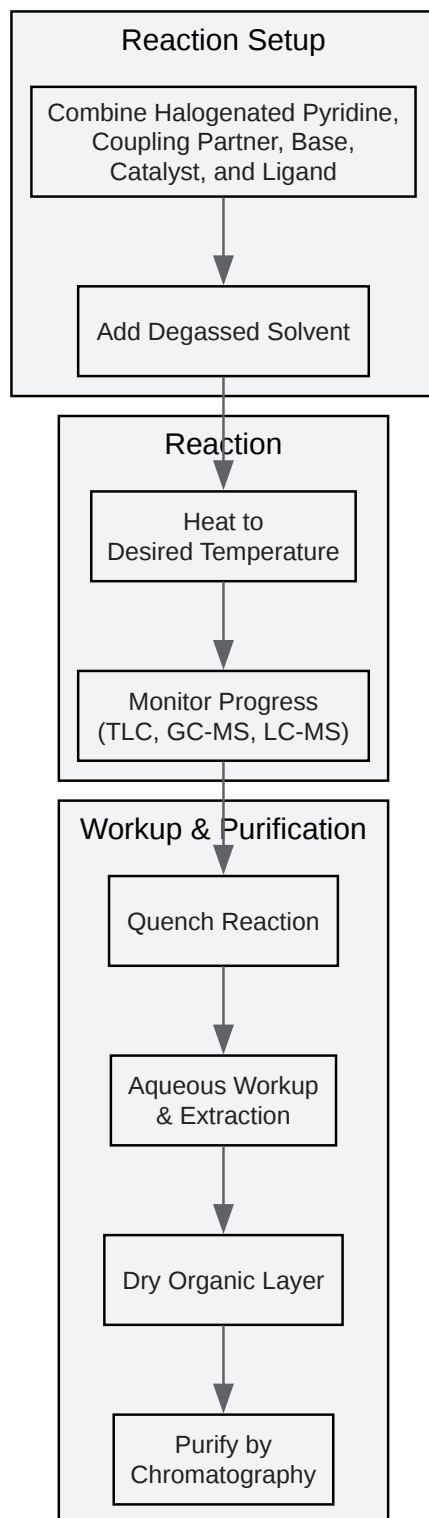 Reaction Setup
Combine Halogenated Pyridine,
Coupling Partner, Base,
Catalyst, and Ligand
Add Degassed Solvent
Reaction
Heat to
Desired Temperature
Monitor Progress
(TLC, GC-MS, LC-MS)
Workup & Purification
Quench Reaction
Aqueous Workup
& Extraction
Dry Organic Layer
Purify by
Chromatography